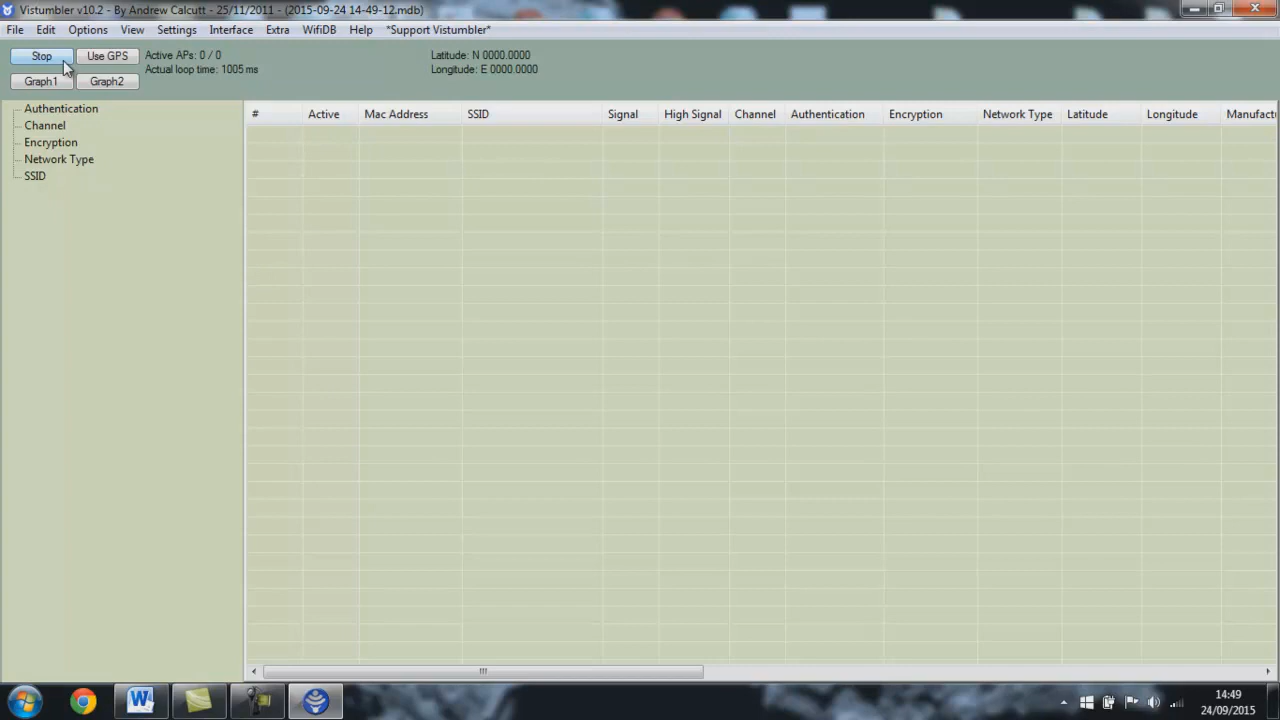 Vistumbler v10.2 - By Andrew Calcutt - 25/11/2011 - (2015-09-24 14-49-12.mdb)
File Edit Options View Settings Interface Extra WifiDB Help *Support Vistumbler*
Stop Use GPS Active APs: 0 / 0 Latitude: N 0000.0000
Actual loop time: 1005 ms Longitude: E 0000.0000
Graph1 Graph2
# Active Mac Address SSID Signal High Signal Channel Authentication Encryption Network Type Latitude Longitude Manufact
Authentication
Channel
Encryption
Network Type
SSID
14:49
24/09/2015